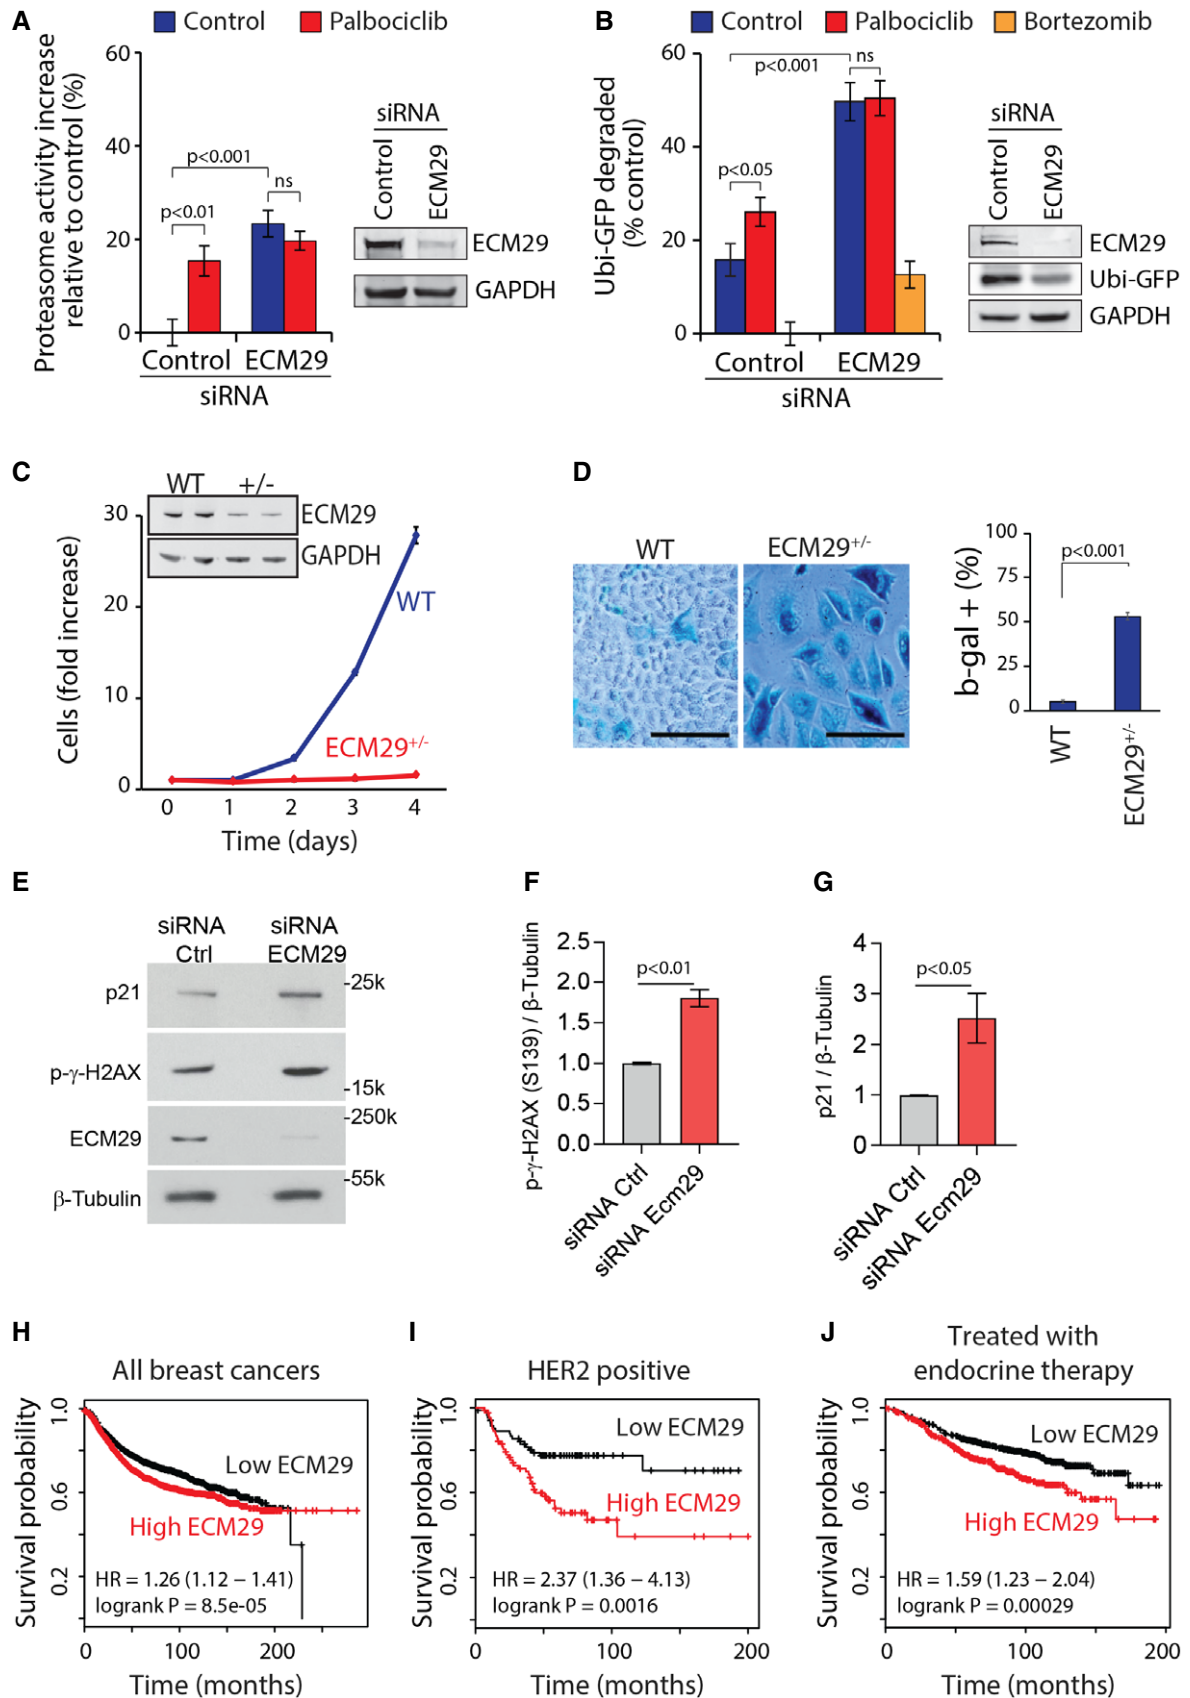 A
Control
Palbociclib
Proteasome activity increase
relative to control (%)
60
40
20
0
p<0.001
p<0.01
ns
Control
ECM29
siRNA
siRNA
Control
ECM29
ECM29
GAPDH
B
Control
Palbociclib
Bortezomib
Ubi-GFP degraded
(% control)
60
40
20
0
p<0.001
ns
p<0.05
Control
ECM29
siRNA
siRNA
Control
ECM29
ECM29
Ubi-GFP
GAPDH
C
WT
+/-
ECM29
GAPDH
Cells (fold increase)
30
20
10
0
WT
ECM29+/-
0 1 2 3 4
Time (days)
D
WT
ECM29+/-
b-gal + (%)
100
75
50
25
0
p<0.001
WT
ECM29+/-
E
siRNA
Ctrl
siRNA
ECM29
p21
-25k
p-γ-H2AX
-15k
-250k
ECM29
-55k
β-Tubulin
F
p-γ-H2AX (S139) / β-Tubulin
2.5
2.0
1.5
1.0
0.5
0.0
p<0.01
siRNA Ctrl
siRNA Ecm29
G
p21 / β-Tubulin
4
3
2
1
0
p<0.05
siRNA Ctrl
siRNA Ecm29
H
All breast cancers
Survival probability
1.0
0.6
0.2
Low ECM29
High ECM29
HR = 1.26 (1.12 – 1.41)
logrank P = 8.5e-05
0 100 200
Time (months)
I
HER2 positive
Survival probability
1.0
0.6
0.2
Low ECM29
High ECM29
HR = 2.37 (1.36 – 4.13)
logrank P = 0.0016
0 100 200
Time (months)
J
Treated with
endocrine therapy
Survival probability
1.0
0.6
0.2
Low ECM29
High ECM29
HR = 1.59 (1.23 – 2.04)
logrank P = 0.00029
0 100 200
Time (months)